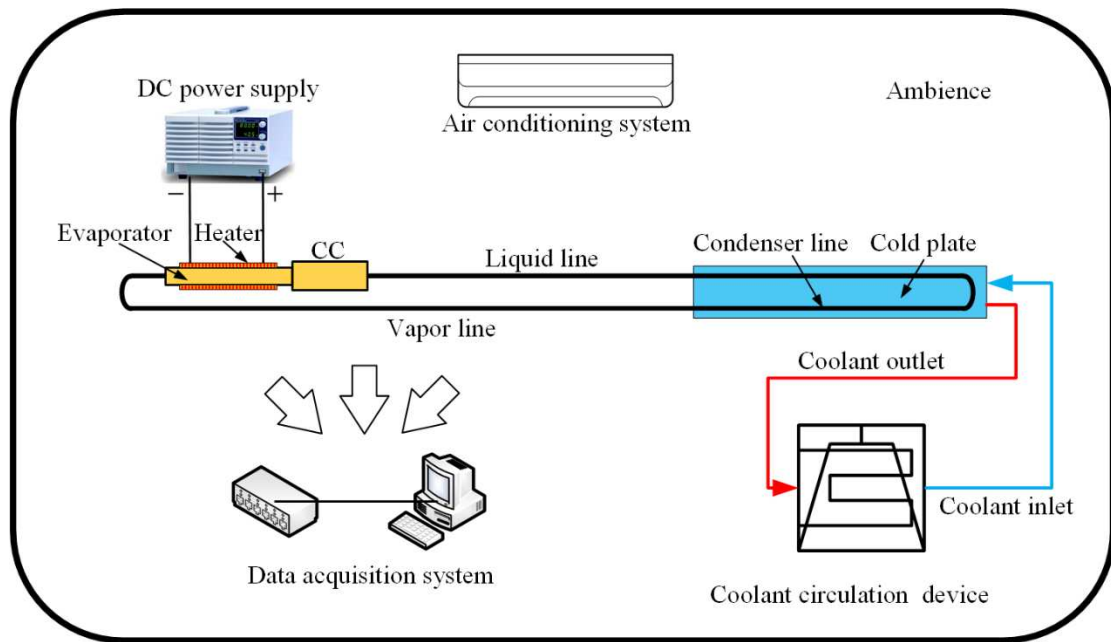 DC power supply
Air conditioning system
Ambience
− +
Evaporator
Heater
CC
Liquid line
Condenser line
Cold plate
Vapor line
Coolant outlet
Coolant inlet
Data acquisition system
Coolant circulation device